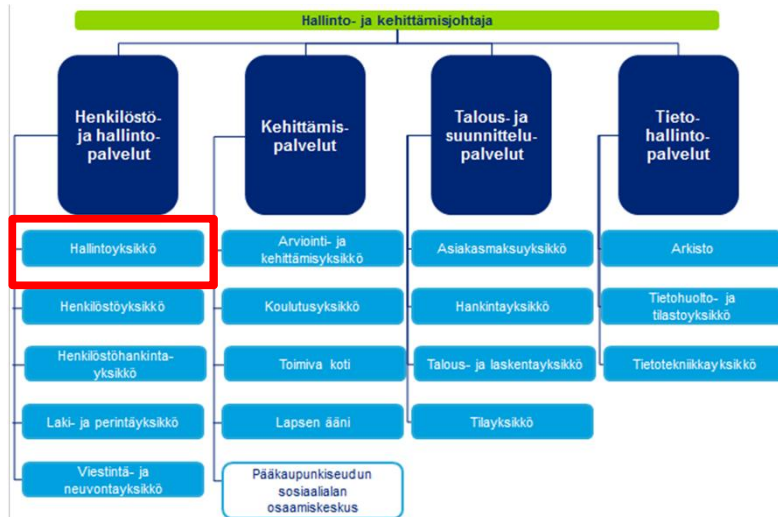 Hallinto- ja kehittämisjohtaja
Henkilöstö-
ja hallinto-
palvelut
Kehittämis-
palvelut
Talous- ja
suunnittelu-
palvelut
Tieto-
hallinto-
palvelut
Hallintoyksikkö
Henkilöstöyksikkö
Henkilöstöhankinta-
yksikkö
Laki- ja perintäyksikkö
Viestintä- ja
neuvontayksikkö
Arviointi- ja
kehittämisyksikkö
Koulutusyksikkö
Toimiva koti
Lapsen ääni
Pääkaupunkiseudun
sosiaalialan
osaamiskeskus
Asiakasmaksuyksikkö
Hankintayksikkö
Talous- ja laskentayksikkö
Tilayksikkö
Arkisto
Tietohuolto- ja
tilastoyksikkö
Tietotekniikkayksikkö